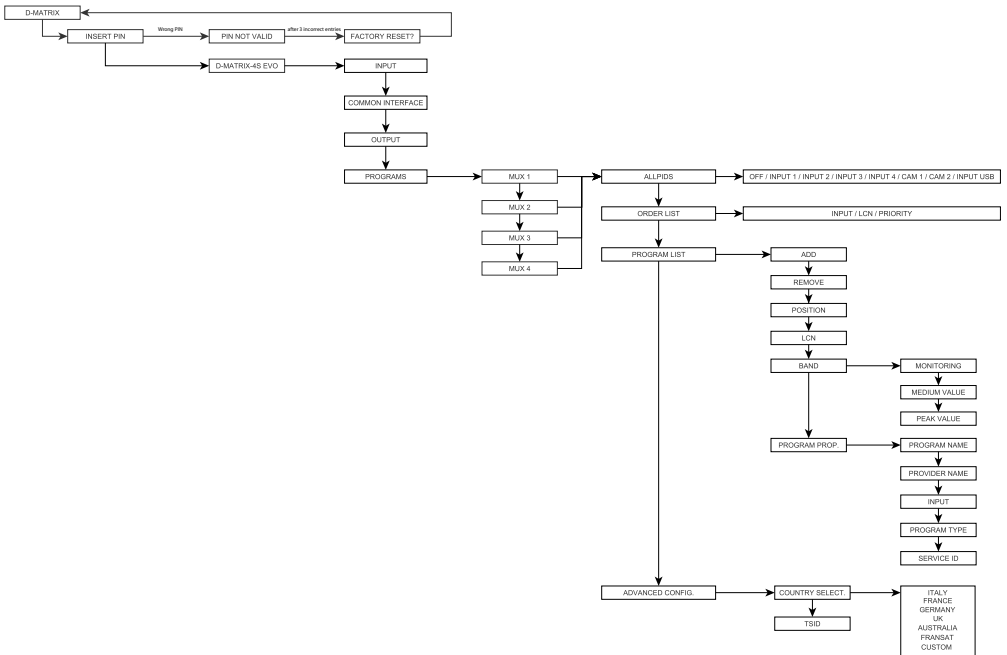 D-MATRIX
INSERT PIN
Wrong PIN
PIN NOT VALID
after 3 incorrect entries
FACTORY RESET?
D-MATRIX-4S EVO
INPUT
COMMON INTERFACE
OUTPUT
PROGRAMS
MUX 1
MUX 2
MUX 3
MUX 4
ALLPIDS
OFF / INPUT 1 / INPUT 2 / INPUT 3 / INPUT 4 / CAM 1 / CAM 2 / INPUT USB
ORDER LIST
INPUT / LCN / PRIORITY
PROGRAM LIST
ADD
REMOVE
POSITION
LCN
BAND
MONITORING
MEDIUM VALUE
PEAK VALUE
PROGRAM PROP.
PROGRAM NAME
PROVIDER NAME
INPUT
PROGRAM TYPE
SERVICE ID
ADVANCED CONFIG.
COUNTRY SELECT.
TSID
ITALY
FRANCE
GERMANY
UK
AUSTRALIA
FRANSAT
CUSTOM